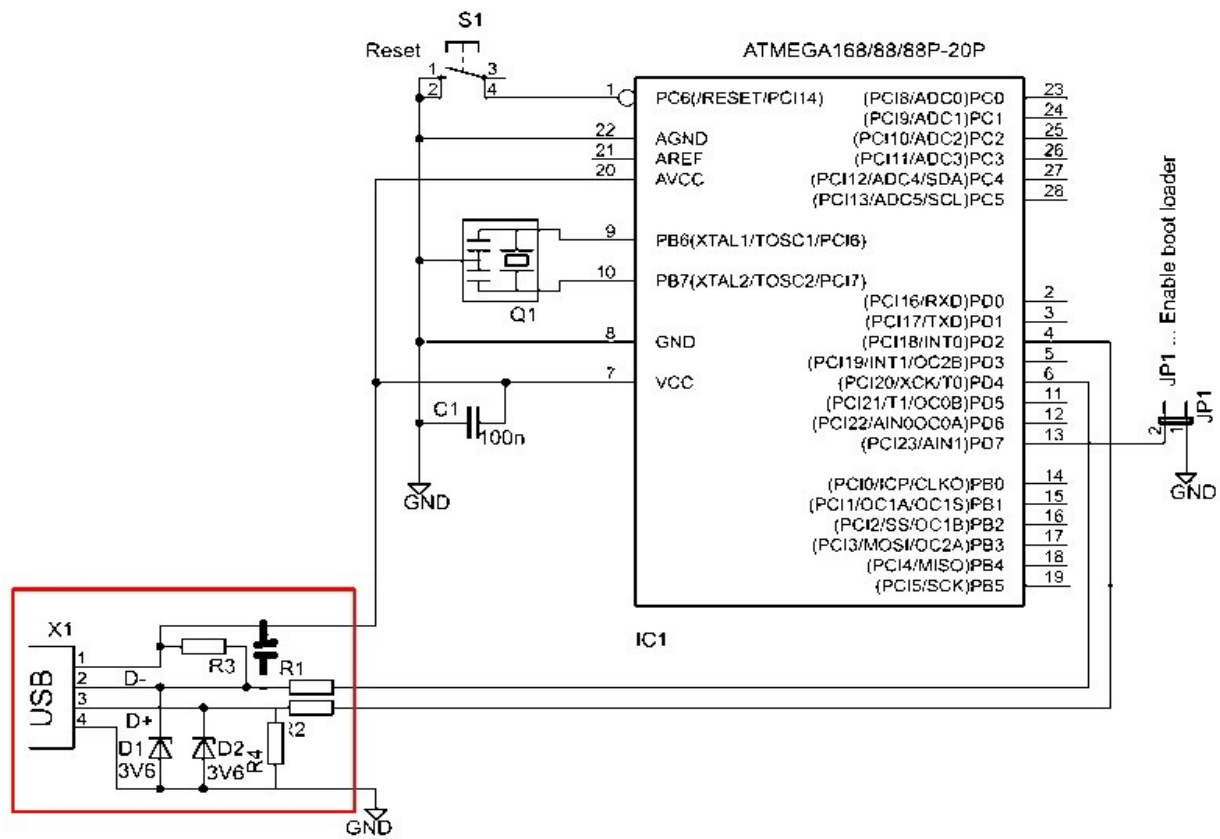 S1
Reset
1
3
2
4
ATMEGA168/88/88P-20P
1
PC6(/RESET/PCI14)
22
AGND
21
AREF
20
AVCC
9
PB6(XTAL1/TOSC1/PCI6)
10
PB7(XTAL2/TOSC2/PCI7)
Q1
8
GND
7
VCC
C1
100n
GND
(PCI8/ADC0)PC0
23
(PCI9/ADC1)PC1
24
(PCI10/ADC2)PC2
25
(PCI11/ADC3)PC3
26
(PCI12/ADC4/SDA)PC4
27
(PCI13/ADC5/SCL)PC5
28
(PCI16/RXD)PD0
2
(PCI17/TXD)PD1
3
(PCI18/INT0)PD2
4
(PCI19/INT1/OC2B)PD3
5
(PCI20/XCK/T0)PD4
6
(PCI21/T1/OC0B)PD5
11
(PCI22/AIN0OC0A)PD6
12
(PCI23/AIN1)PD7
13
(PCI0/ICP/CLKO)PB0
14
(PCI1/OC1A/OC1S)PB1
15
(PCI2/SS/OC1B)PB2
16
(PCI3/MOSI/OC2A)PB3
17
(PCI4/MISO)PB4
18
(PCI5/SCK)PB5
19
IC1
JP1 ... Enable boot loader
2
1
JP1
GND
X1
USB
1
2
3
4
D-
D+
R3
R1
R2
R4
D1
3V6
D2
3V6
GND